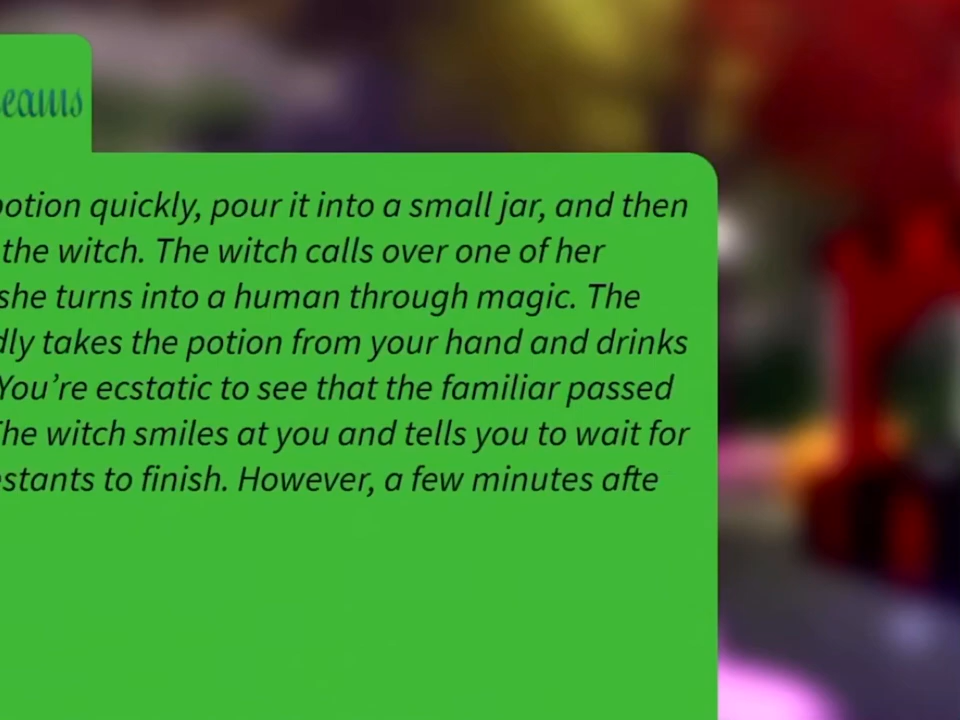 eams
potion quickly, pour it into a small jar, and then
the witch. The witch calls over one of her
she turns into a human through magic. The
dly takes the potion from your hand and drinks
You're ecstatic to see that the familiar passed
The witch smiles at you and tells you to wait for
estants to finish. However, a few minutes afte